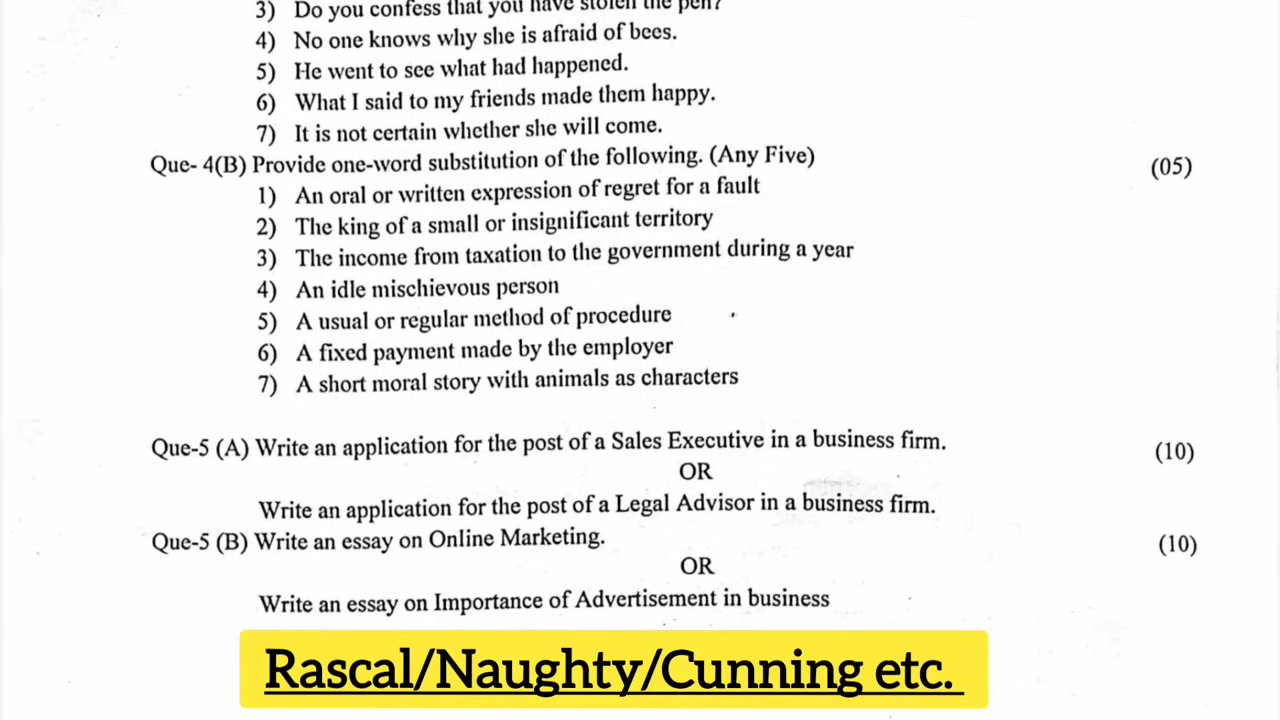 3) Do you confess that you have stolen the pen?
4) No one knows why she is afraid of bees.
5) He went to see what had happened.
6) What I said to my friends made them happy.
7) It is not certain whether she will come.
Que- 4(B) Provide one-word substitution of the following. (Any Five) (05)
1) An oral or written expression of regret for a fault
2) The king of a small or insignificant territory
3) The income from taxation to the government during a year
4) An idle mischievous person
5) A usual or regular method of procedure
6) A fixed payment made by the employer
7) A short moral story with animals as characters
Que-5 (A) Write an application for the post of a Sales Executive in a business firm. (10)
OR
Write an application for the post of a Legal Advisor in a business firm.
Que-5 (B) Write an essay on Online Marketing. (10)
OR
Write an essay on Importance of Advertisement in business
Rascal/Naughty/Cunning etc.